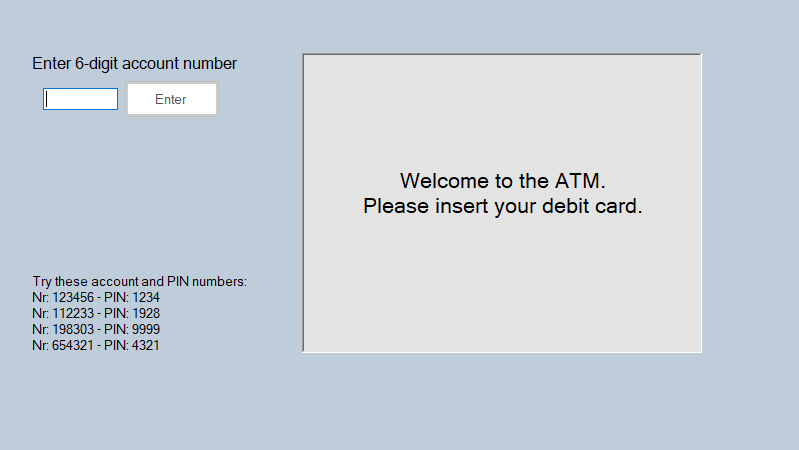 Enter 6-digit account number
Enter
Welcome to the ATM.
Please insert your debit card.
Try these account and PIN numbers:
Nr: 123456 - PIN: 1234
Nr: 112233 - PIN: 1928
Nr: 198303 - PIN: 9999
Nr: 654321 - PIN: 4321